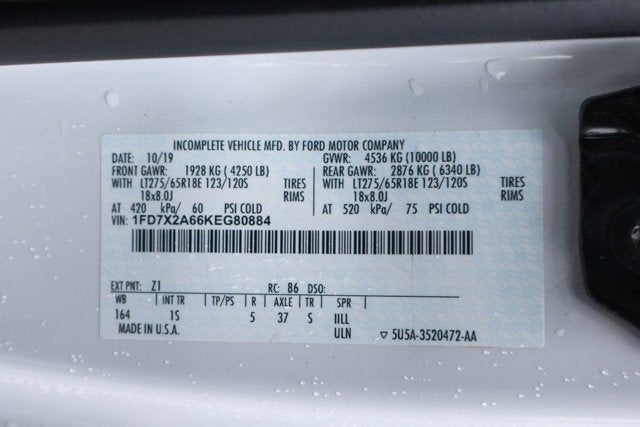 INCOMPLETE VEHICLE MFD. BY FORD MOTOR COMPANY
DATE: 10/19 GVWR: 4536 KG (10000 LB)
FRONT GAWR: 1928 KG ( 4250 LB) REAR GAWR: 2876 KG ( 6340 LB)
WITH LT275/65R18E 123/120S TIRES WITH LT275/65R18E 123/120S TIRES
18x8.0J RIMS 18x8.0J RIMS
AT 420 kPa/ 60 PSI COLD AT 520 kPa/ 75 PSI COLD
VIN: 1FD7X2A66KEG80884
EXT PNT: Z1 RC: 86 DSO:
WB INT TR TP/PS R AXLE TR SPR
164 1S 5 37 S IILL
MADE IN U.S.A. ULN ▽ 5U5A-3520472-AA